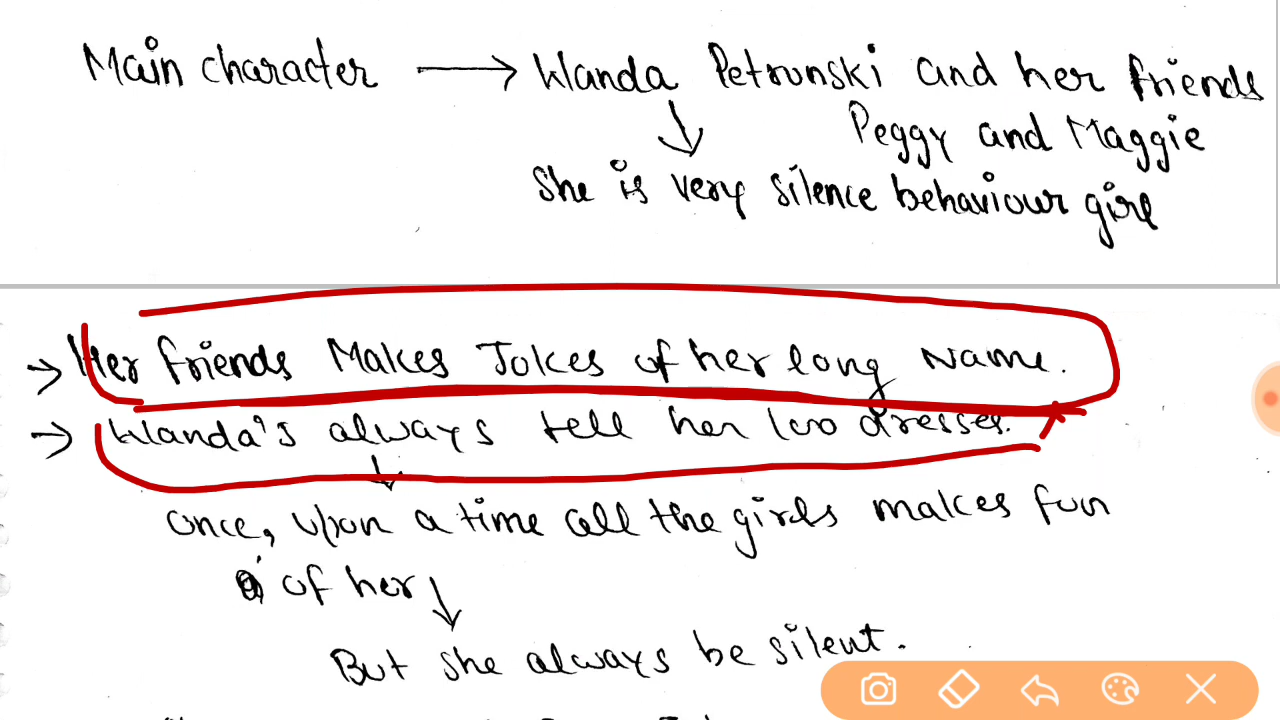 Main character → Wanda Petronski and her friends
Peggy and Maggie
She is very silence behaviour girl
→ Her friends Makes Jokes of her long Name.
→ Wanda's always tell her 100 dresses.
once, upon a time all the girls makes fun
of her
But she always be silent.